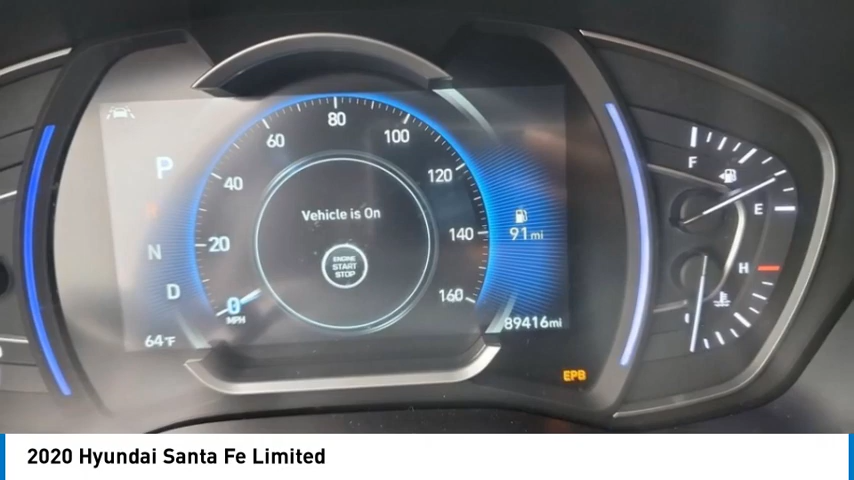 80
60
100
40
120
20
140
0
160
MPH
P
R
N
D
64°F
Vehicle is On
ENGINE
START
STOP
91 mi
89416mi
EPB
F
E
H
2020 Hyundai Santa Fe Limited